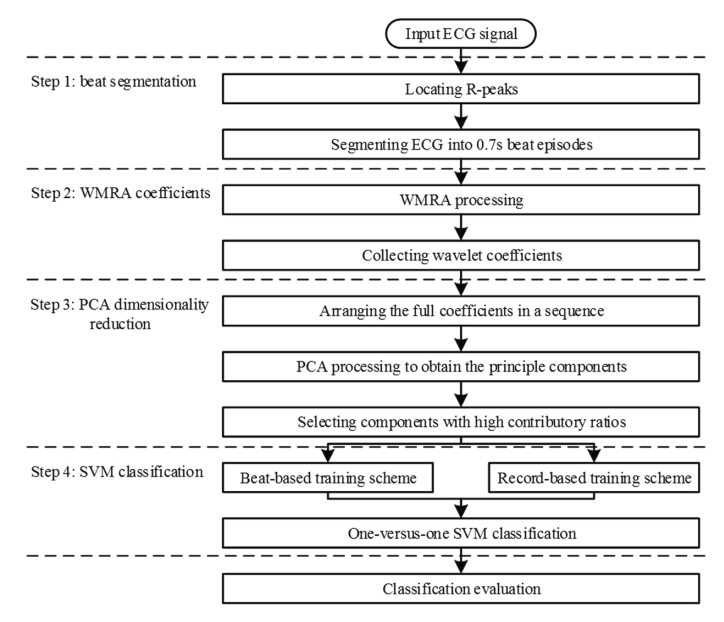 Input ECG signal
Step 1: beat segmentation
Locating R-peaks
Segmenting ECG into 0.7s beat episodes
Step 2: WMRA coefficients
WMRA processing
Collecting wavelet coefficients
Step 3: PCA dimensionality
reduction
Arranging the full coefficients in a sequence
PCA processing to obtain the principle components
Selecting components with high contributory ratios
Step 4: SVM classification
Beat-based training scheme
Record-based training scheme
One-versus-one SVM classification
Classification evaluation